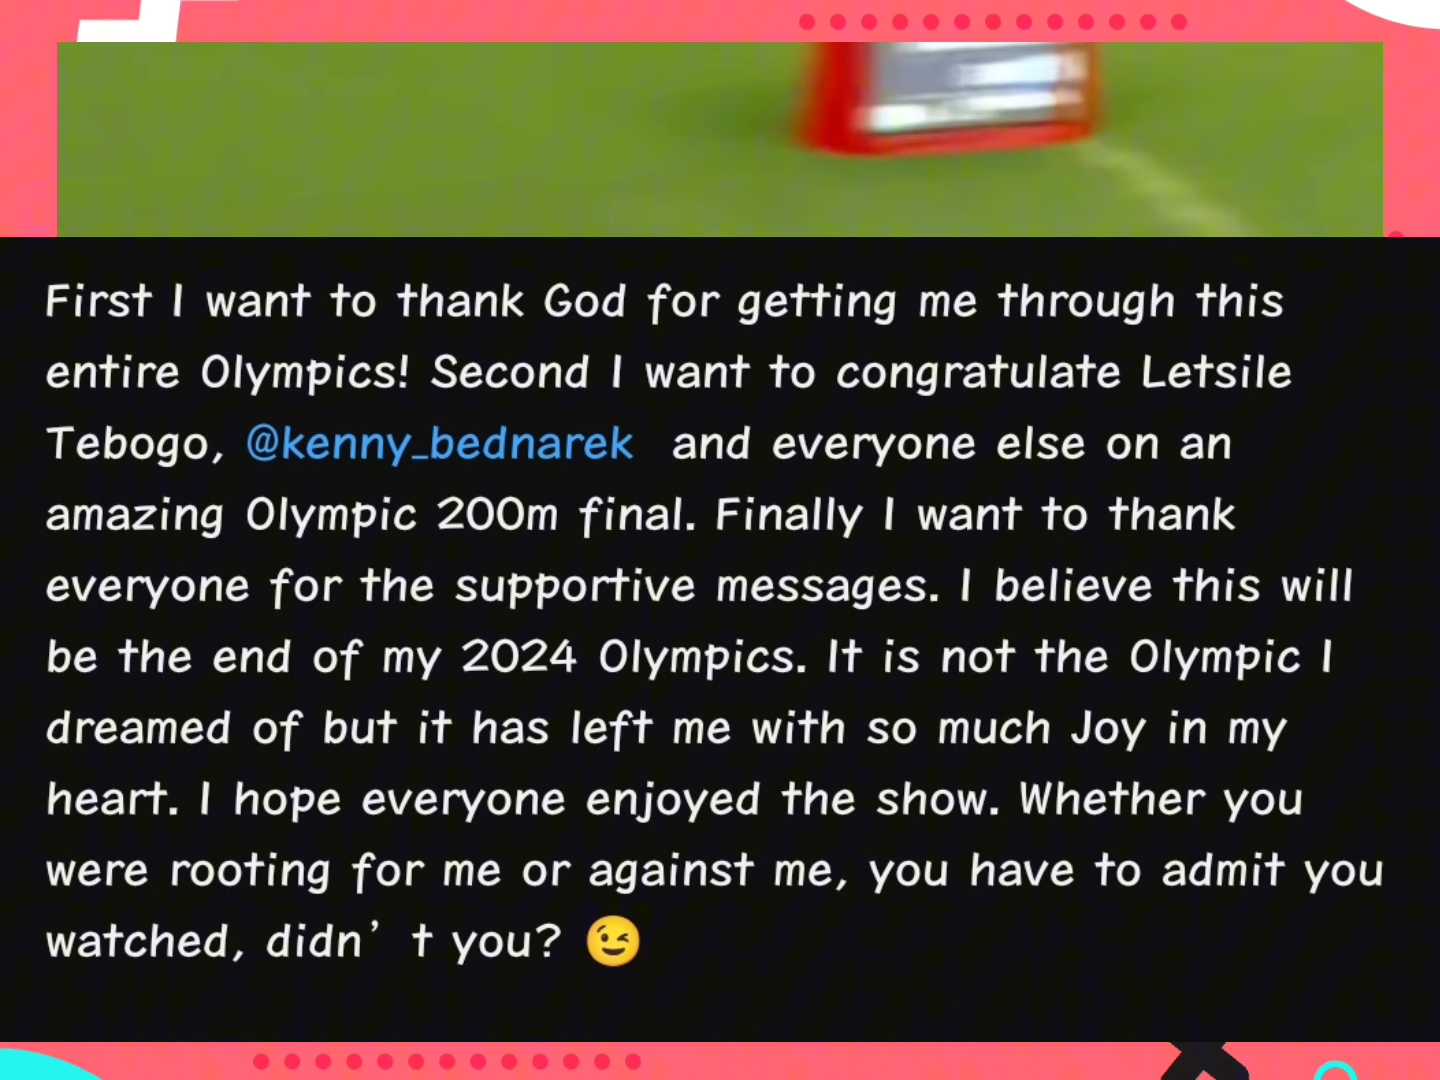 First I want to thank God for getting me through this
entire Olympics! Second I want to congratulate Letsile
Tebogo, @kenny_bednarek and everyone else on an
amazing Olympic 200m final. Finally I want to thank
everyone for the supportive messages. I believe this will
be the end of my 2024 Olympics. It is not the Olympic I
dreamed of but it has left me with so much Joy in my
heart. I hope everyone enjoyed the show. Whether you
were rooting for me or against me, you have to admit you
watched, didn’t you? 😉